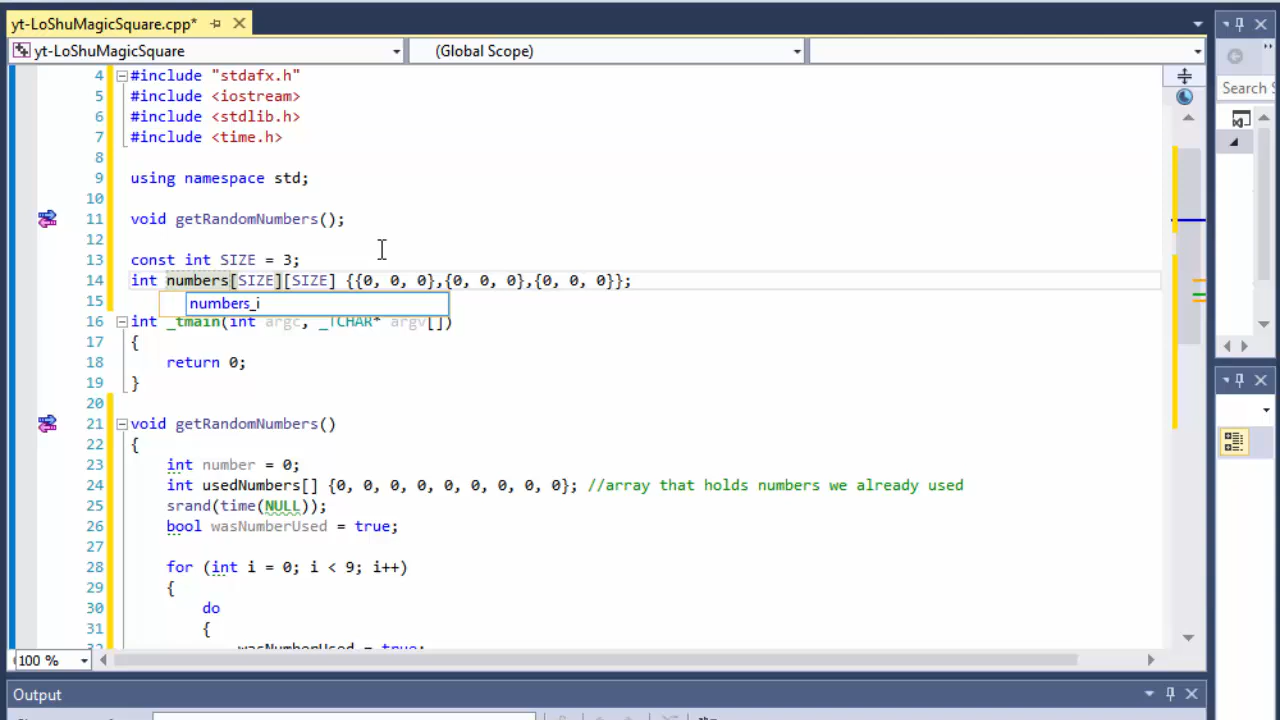 yt-LoShuMagicSquare.cpp*
yt-LoShuMagicSquare (Global Scope)
4 #include "stdafx.h"
5 #include <iostream>
6 #include <stdlib.h>
7 #include <time.h>
8
9 using namespace std;
10
11 void getRandomNumbers();
12
13 const int SIZE = 3;
14 int numbers[SIZE][SIZE] {{0, 0, 0},{0, 0, 0},{0, 0, 0}};
15 numbers_i
16 int _tmain(int argc, _TCHAR* argv[])
17 {
18 return 0;
19 }
20
21 void getRandomNumbers()
22 {
23 int number = 0;
24 int usedNumbers[] {0, 0, 0, 0, 0, 0, 0, 0, 0}; //array that holds numbers we already used
25 srand(time(NULL));
26 bool wasNumberUsed = true;
27
28 for (int i = 0; i < 9; i++)
29 {
30 do
31 {
32 wasNumberUsed = true;
100 %
Output
Search